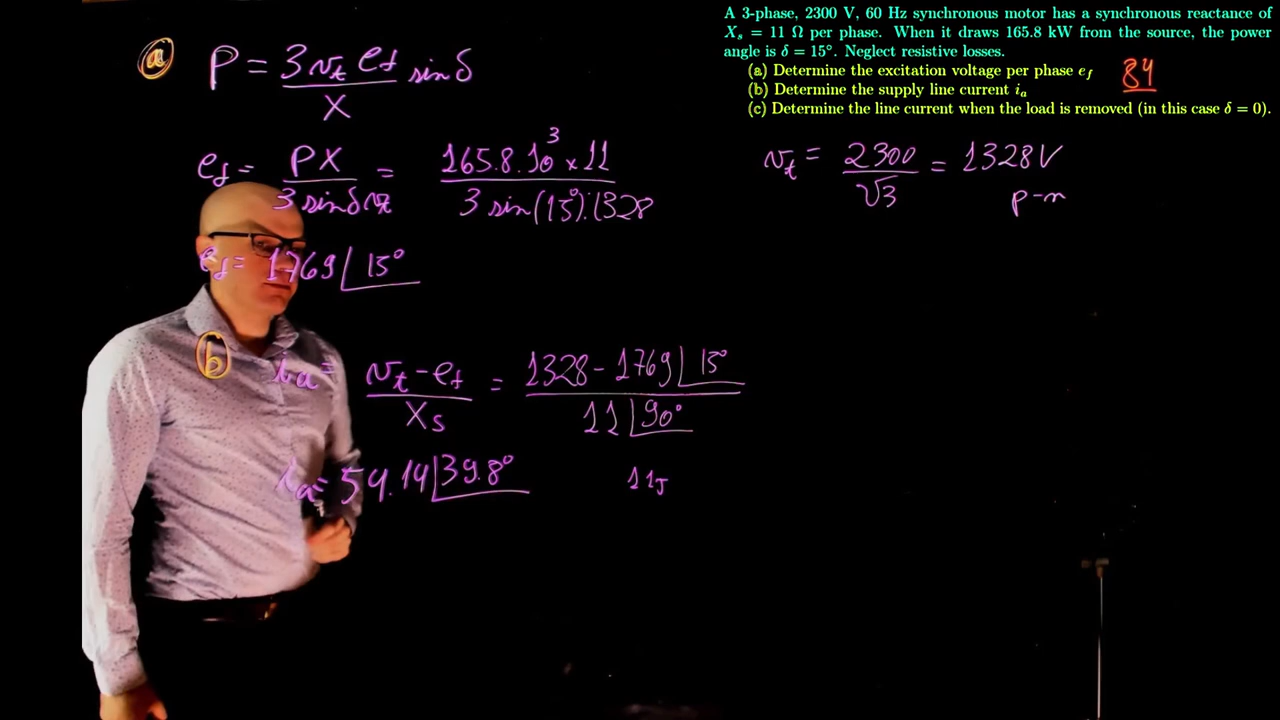 A 3-phase, 2300 V, 60 Hz synchronous motor has a synchronous reactance of
Xs = 11 Ω per phase. When it draws 165.8 kW from the source, the power
angle is δ = 15°. Neglect resistive losses.
(a) Determine the excitation voltage per phase ef
(b) Determine the supply line current ia
(c) Determine the line current when the load is removed (in this case δ = 0).
84
a P = 3 vt ef / X sin δ
ef = PX / 3 sin δ vt = 165.8·10³ × 11 / 3 sin(15°)·1328
vt = 2300 / √3 = 1328 V
p-n
ef = 1769 ∠15°
b ia = vt - ef / Xs = 1328 - 1769 ∠15° / 11 ∠90°
ia = 54.14 ∠39.8°
11J